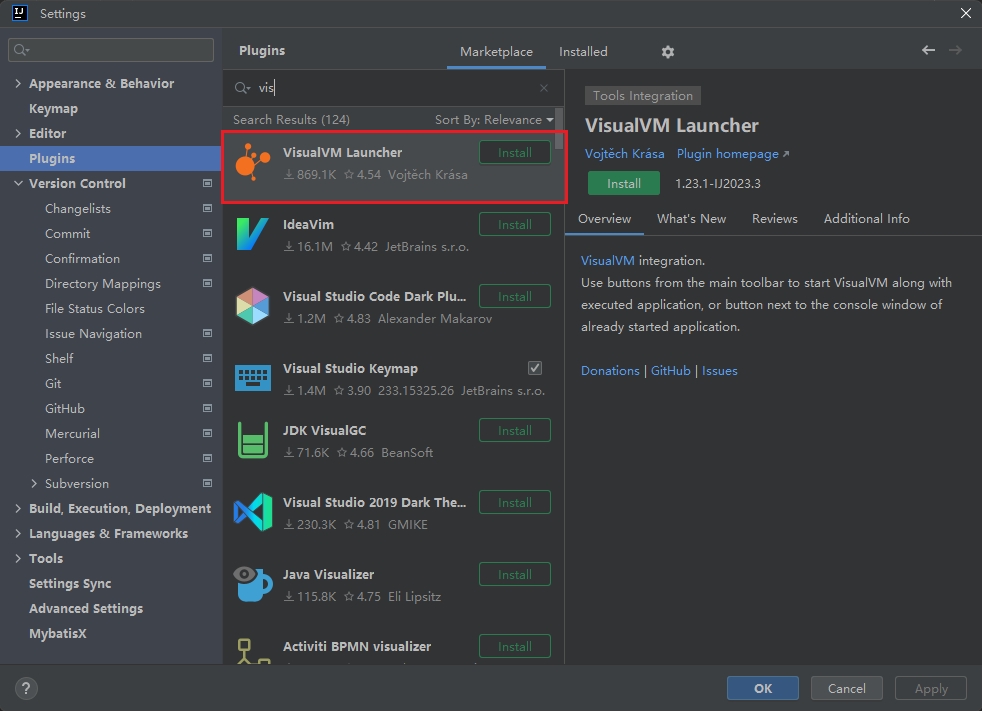 IJ Settings
Plugins
Marketplace Installed
Appearance & Behavior
Keymap
Editor
Plugins
Version Control
Changelists
Commit
Confirmation
Directory Mappings
File Status Colors
Issue Navigation
Shelf
Git
GitHub
Mercurial
Perforce
Subversion
Build, Execution, Deployment
Languages & Frameworks
Tools
Settings Sync
Advanced Settings
MybatisX
vis
Search Results (124) Sort By: Relevance
VisualVM Launcher Install
869.1K 4.54 Vojtěch Krása
IdeaVim Install
16.1M 4.42 JetBrains s.r.o.
Visual Studio Code Dark Plu... Install
1.2M 4.83 Alexander Makarov
Visual Studio Keymap
1.4M 3.90 233.15325.26 JetBrains s.r.o.
JDK VisualGC Install
71.6K 4.66 BeanSoft
Visual Studio 2019 Dark The... Install
230.3K 4.81 GMIKE
Java Visualizer Install
115.8K 4.75 Eli Lipsitz
Activiti BPMN visualizer Install
Tools Integration
VisualVM Launcher
Vojtěch Krása Plugin homepage ↗
Install 1.23.1-IJ2023.3
Overview What's New Reviews Additional Info
VisualVM integration.
Use buttons from the main toolbar to start VisualVM along with
executed application, or button next to the console window of
already started application.
Donations | GitHub | Issues
? OK Cancel Apply